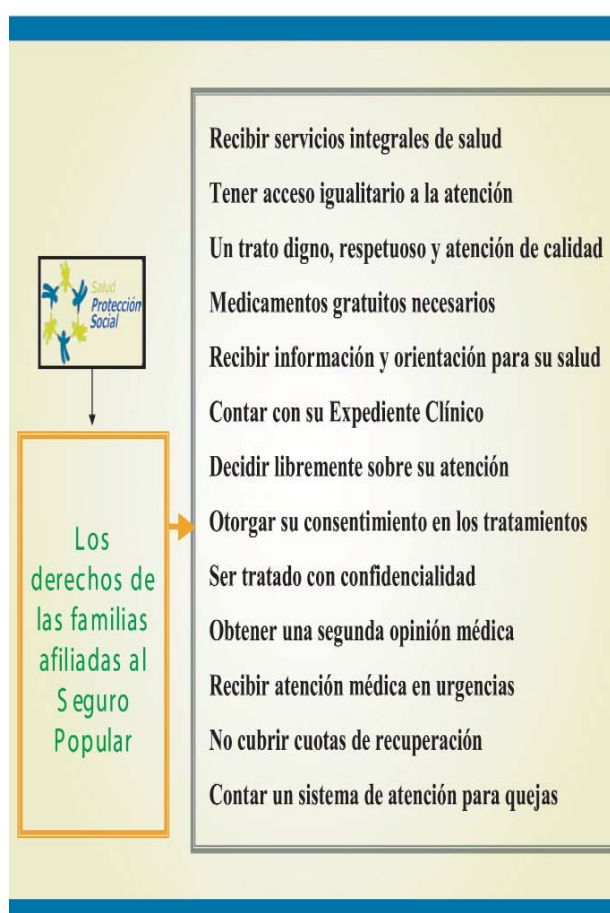 Salud
Protección
Social
Los
derechos de
las familias
afiliadas al
Seguro
Popular
Recibir servicios integrales de salud
Tener acceso igualitario a la atención
Un trato digno, respetuoso y atención de calidad
Medicamentos gratuitos necesarios
Recibir información y orientación para su salud
Contar con su Expediente Clínico
Decidir libremente sobre su atención
Otorgar su consentimiento en los tratamientos
Ser tratado con confidencialidad
Obtener una segunda opinión médica
Recibir atención médica en urgencias
No cubrir cuotas de recuperación
Contar un sistema de atención para quejas